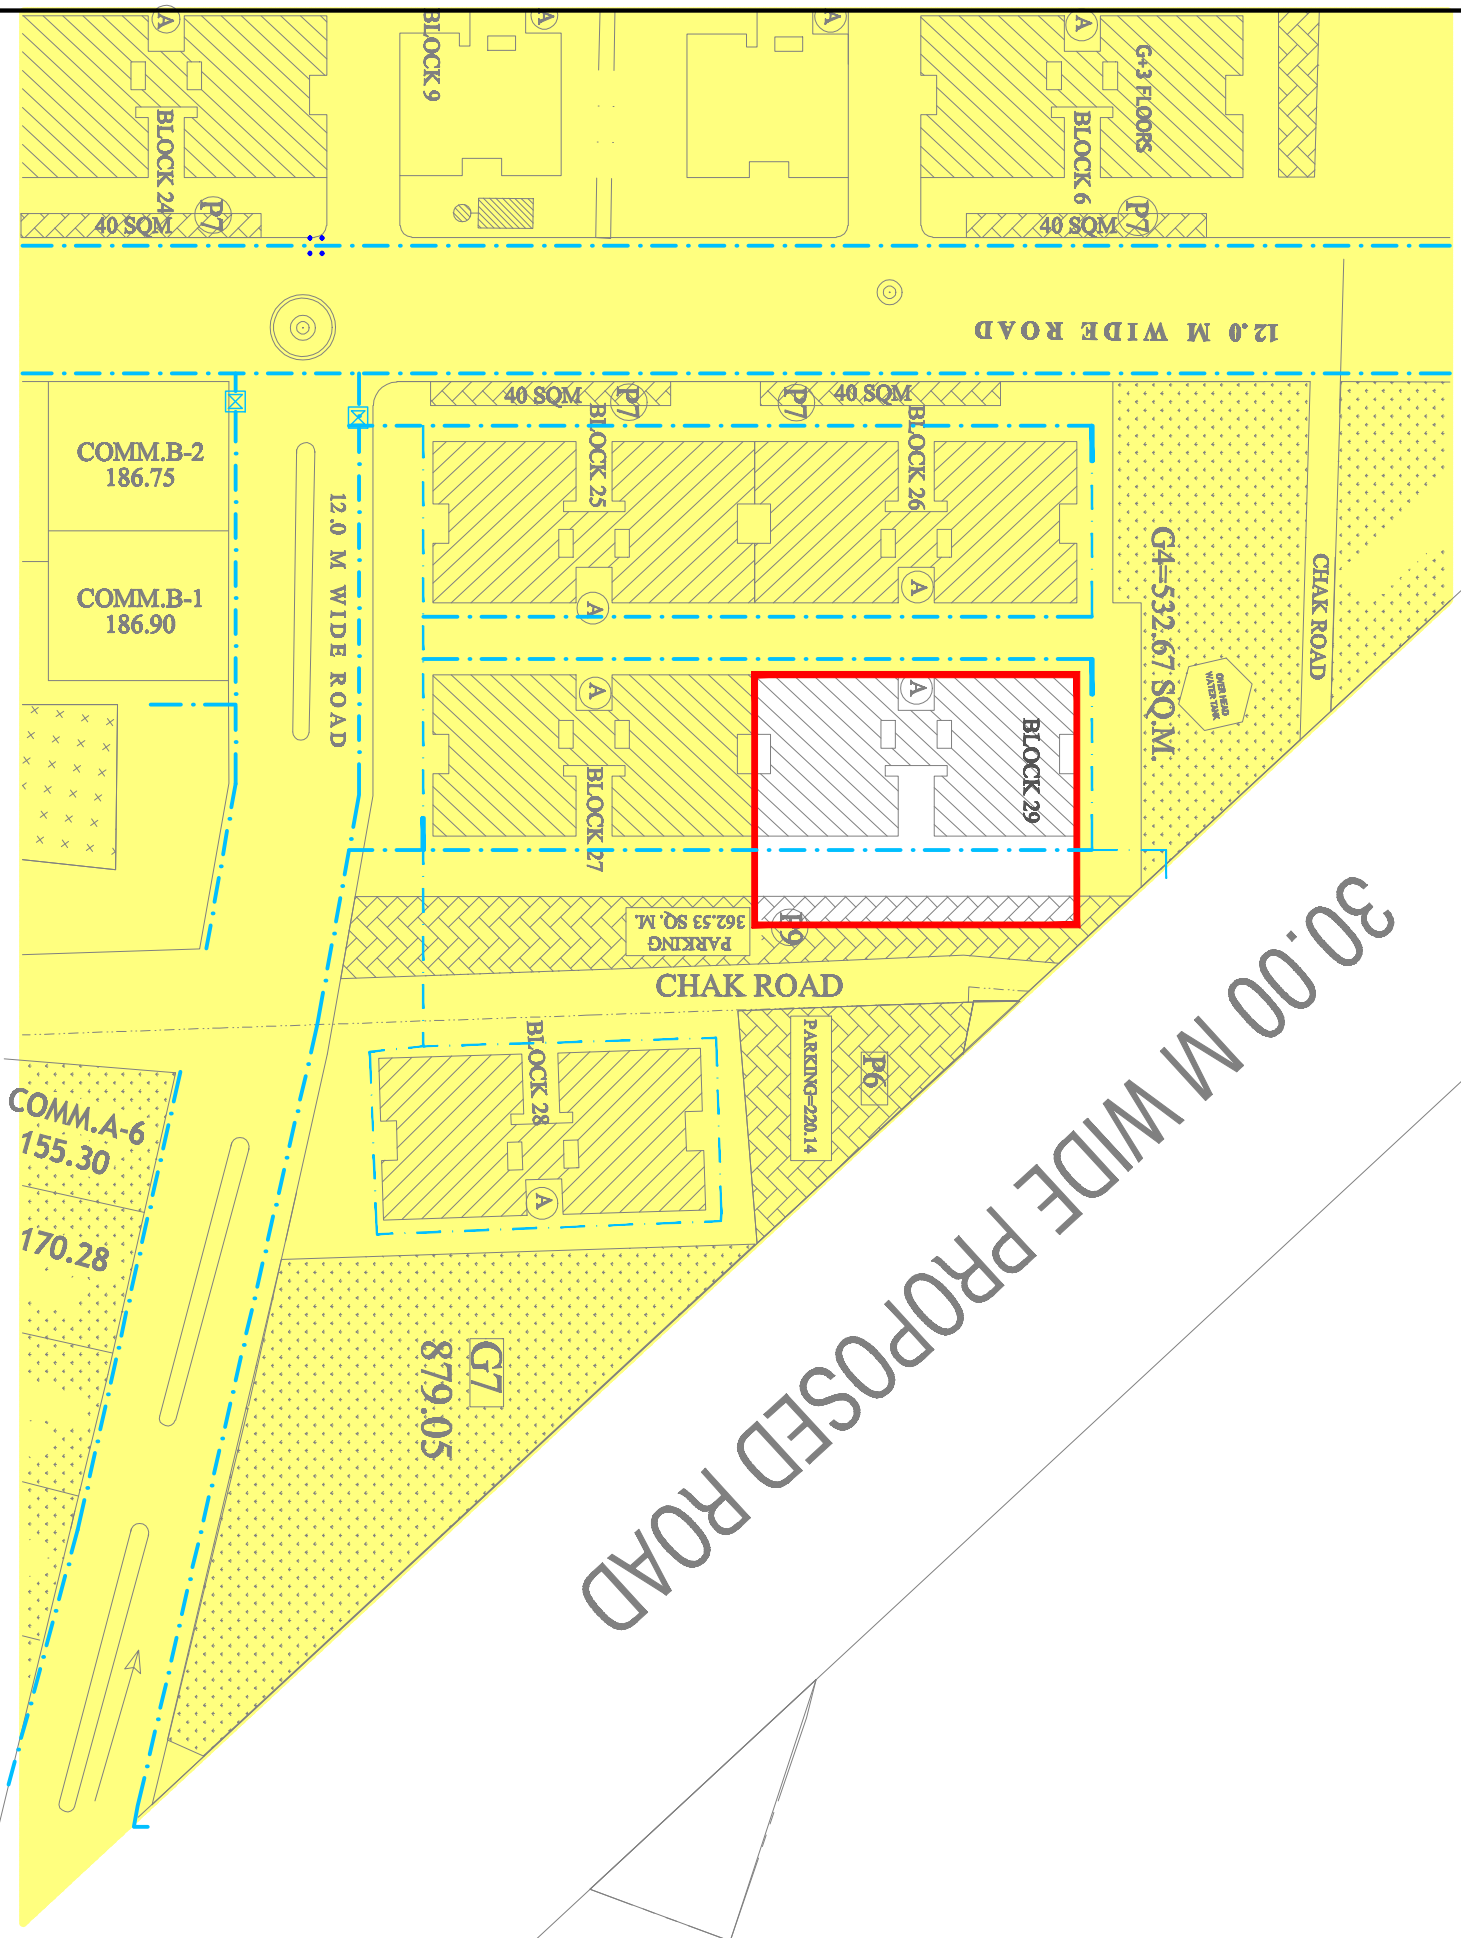 A
BLOCK 9
A
A
A
G+3 FLOORS
BLOCK 24
BLOCK 6
P7
40 SQM
P7
40 SQM
12.0 M WIDE ROAD
40 SQM
P7
P7
40 SQM
COMM.B-2
186.75
BLOCK 25
BLOCK 26
12.0 M WIDE ROAD
G4=532.67 SQ.M.
CHAK ROAD
COMM.B-1
186.90
A
A
OVER HEAD
WATER TANK
A
A
BLOCK 29
BLOCK 27
PARKING
362.53 SQ. M.
P9
CHAK ROAD
30.00 M WIDE PROPOSED ROAD
BLOCK 28
PARKING=220.14
P6
COMM.A-6
155.30
A
170.28
G7
879.05